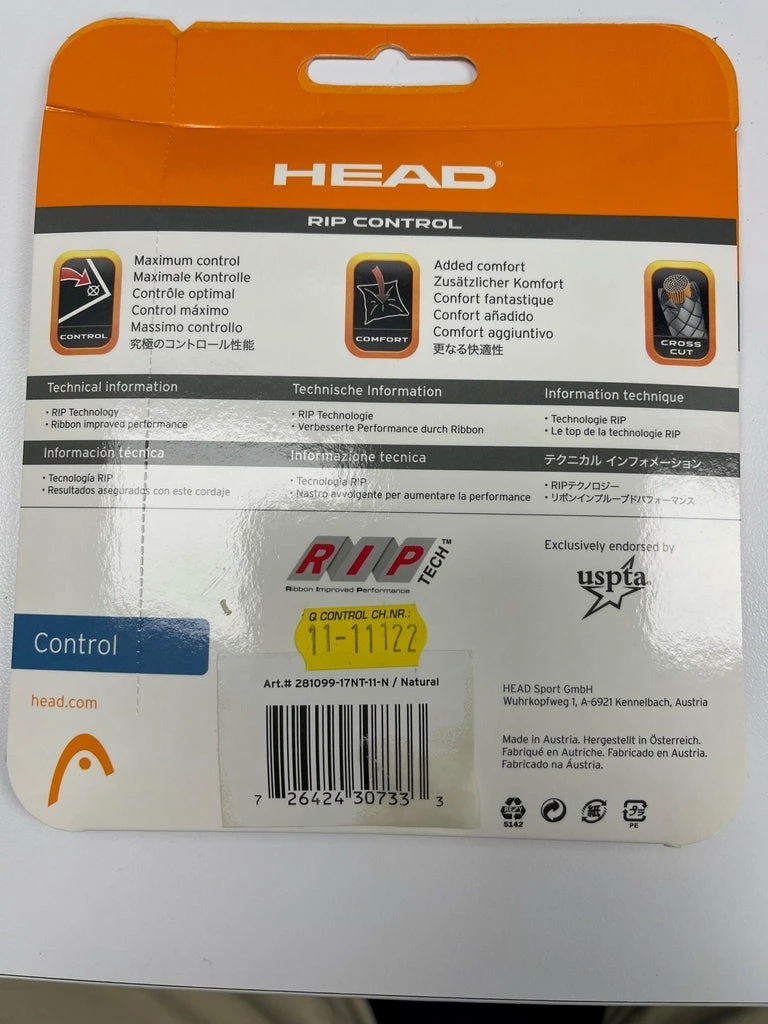 HEAD®
RIP CONTROL
CONTROL
Maximum control
Maximale Kontrolle
Contrôle optimal
Control máximo
Massimo controllo
究極のコントロール性能
COMFORT
Added comfort
Zusätzlicher Komfort
Confort fantastique
Confort añadido
Comfort aggiuntivo
更なる快適性
CROSS
CUT
Technical information
• RIP Technology
• Ribbon improved performance
Technische Information
• RIP Technologie
• Verbesserte Performance durch Ribbon
Information technique
• Technologie RIP
• Le top de la technologie RIP
Información técnica
• Tecnología RIP
• Resultados asegurados con este cordaje
Informazione tecnica
• Tecnologia RIP
• Nastro avvolgente per aumentare la performance
テクニカル インフォメーション
• RIPテクノロジー
• リボンインプルーブドパフォーマンス
RIP TECH™
Ribbon Improved Performance
Exclusively endorsed by
uspta
Q CONTROL CH.NR.:
11-11122
Control
head.com
Art.# 281099-17NT-11-N / Natural
7 26424 30733 3
HEAD Sport GmbH
Wuhrkopfweg 1, A-6921 Kennelbach, Austria
Made in Austria. Hergestellt in Österreich.
Fabriqué en Autriche. Fabricado en Austria.
Fabricado na Áustria.
5142
紙
プラ
PE